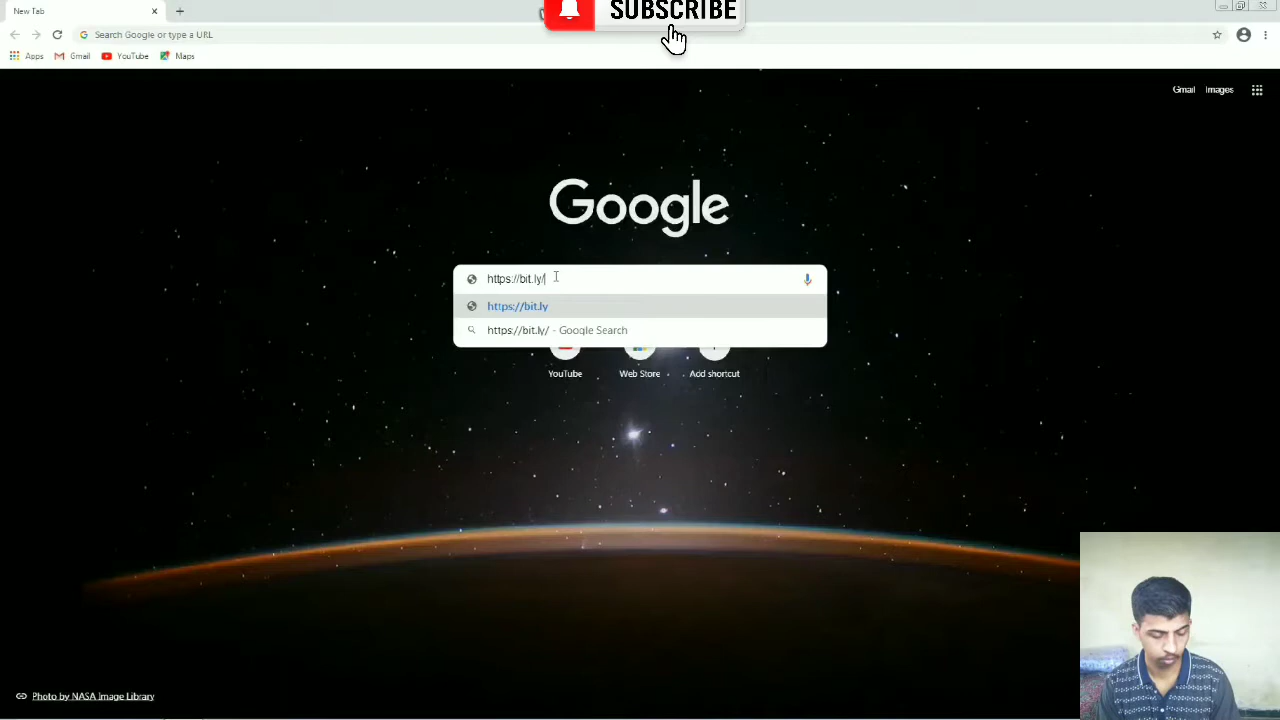 SUBSCRIBE
New Tab
Search Google or type a URL
Apps Gmail YouTube Maps
Gmail Images
Google
https://bit.ly/
https://bit.ly
https://bit.ly/ - Google Search
YouTube Web Store Add shortcut
Photo by NASA Image Library